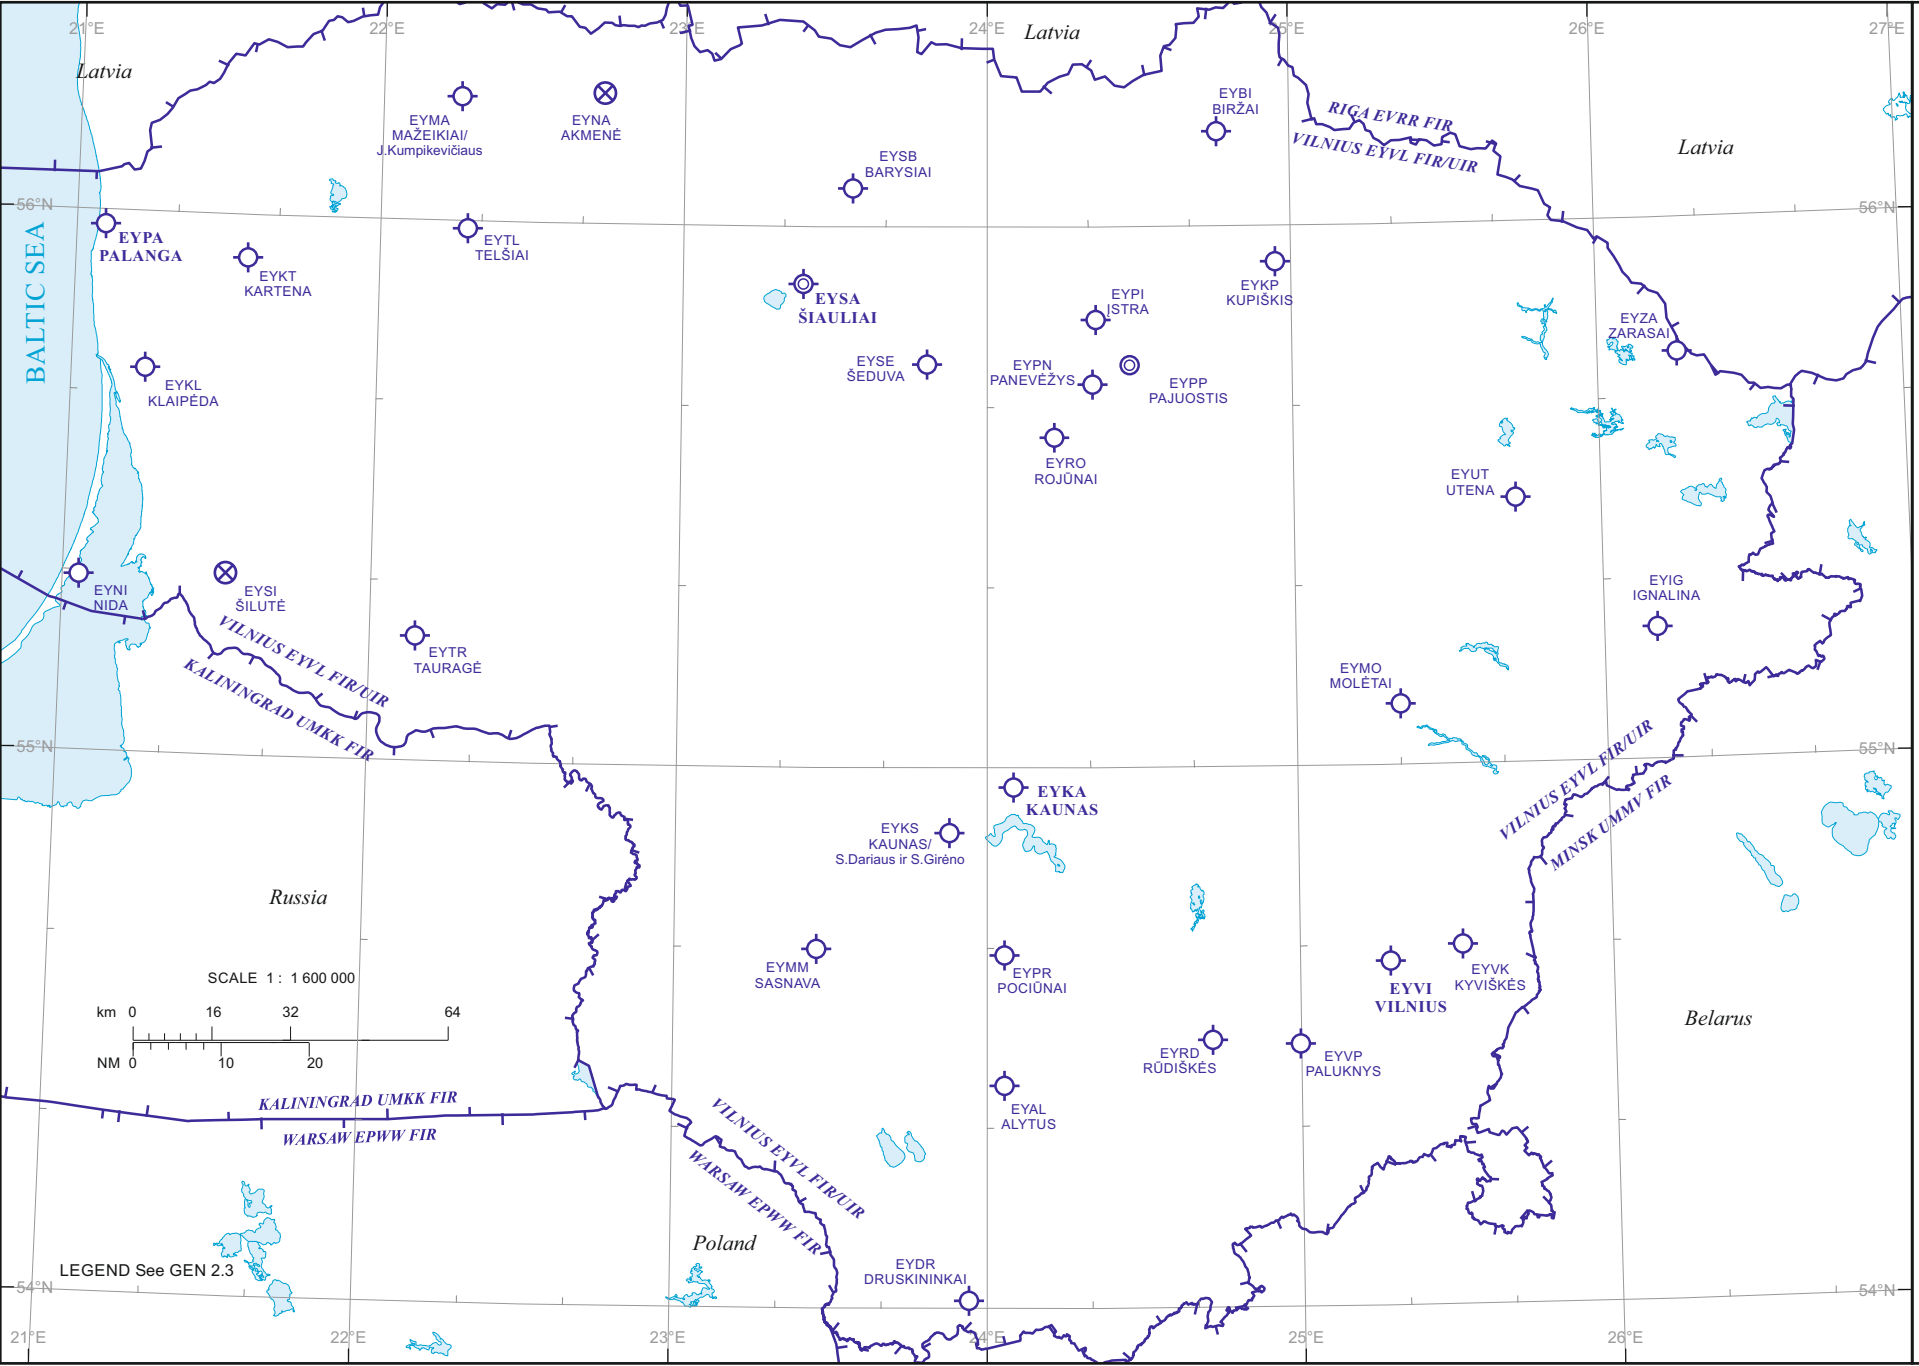 21°E
22°E
23°E
24°E
25°E
26°E
27°E
Latvia
Latvia
Latvia
EYMA
MAŽEIKIAI/
J.Kumpikevičiaus
EYNA
AKMENĖ
EYBI
BIRŽAI
RIGA EVRR FIR
VILNIUS EYVL FIR/UIR
EYSB
BARYSIAI
56°N
56°N
BALTIC SEA
EYPA
PALANGA
EYKT
KARTENA
EYTL
TELŠIAI
EYSA
ŠIAULIAI
EYPI
ĮSTRA
EYKP
KUPIŠKIS
EYZA
ZARASAI
EYKL
KLAIPĖDA
EYSE
ŠEDUVA
EYPN
PANEVĖŽYS
EYPP
PAJUOSTIS
EYRO
ROJŪNAI
EYUT
UTENA
EYNI
NIDA
EYSI
ŠILUTĖ
EYIG
IGNALINA
VILNIUS EYVL FIR/UIR
KALININGRAD UMKK FIR
EYTR
TAURAGĖ
EYMO
MOLĖTAI
55°N
55°N
VILNIUS EYVL FIR/UIR
MINSK UMMV FIR
EYKA
KAUNAS
EYKS
KAUNAS/
S.Dariaus ir S.Girėno
Russia
EYMM
SASNAVA
EYPR
POCIŪNAI
EYVI
VILNIUS
EYVK
KYVIŠKĖS
Belarus
SCALE 1 : 1 600 000
km 0 16 32 64
NM 0 10 20
EYRD
RŪDIŠKĖS
EYVP
PALUKNYS
KALININGRAD UMKK FIR
WARSAW EPWW FIR
EYAL
ALYTUS
VILNIUS EYVL FIR/UIR
WARSAW EPWW FIR
Poland
EYDR
DRUSKININKAI
LEGEND See GEN 2.3
54°N
54°N
21°E
22°E
23°E
24°E
25°E
26°E